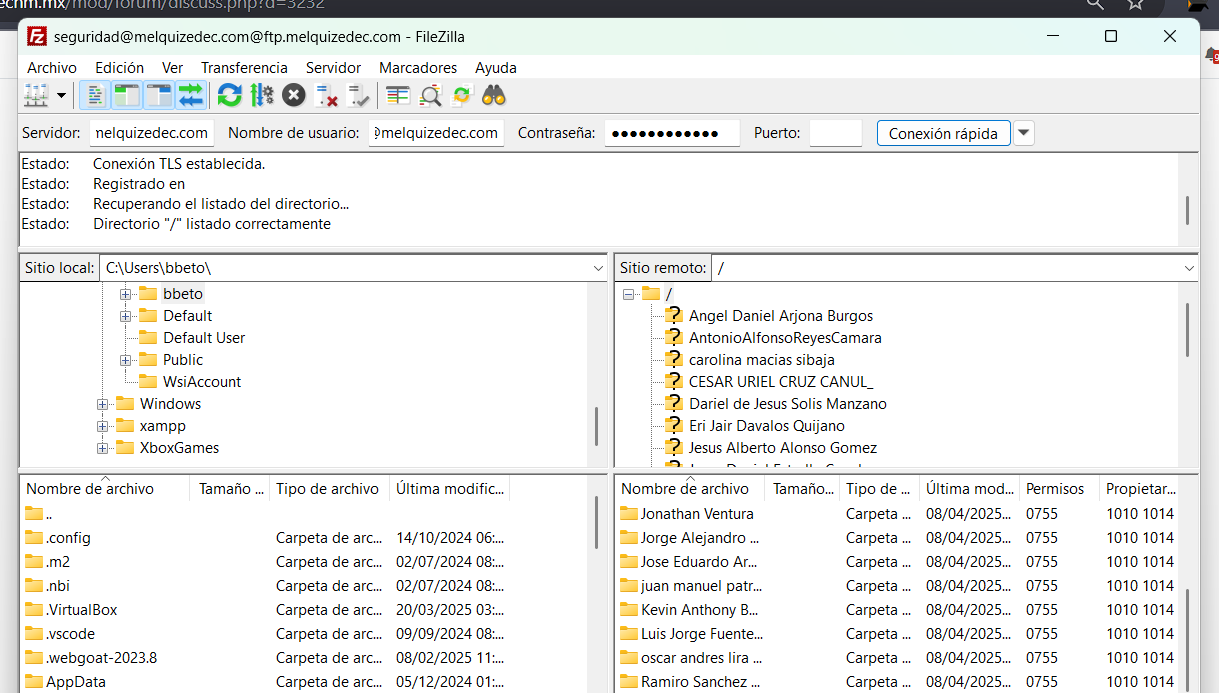 echm.mx/mod/forum/discuss.php?d=3232
seguridad@melquizedec.com@ftp.melquizedec.com - FileZilla
Archivo Edición Ver Transferencia Servidor Marcadores Ayuda
Servidor: nelquizedec.com Nombre de usuario: @melquizedec.com Contraseña: ●●●●●●●●●●●● Puerto: Conexión rápida
Estado: Conexión TLS establecida.
Estado: Registrado en
Estado: Recuperando el listado del directorio...
Estado: Directorio "/" listado correctamente
Sitio local: C:\Users\bbeto\
bbeto
Default
Default User
Public
WsiAccount
Windows
xampp
XboxGames
Sitio remoto: /
/
Angel Daniel Arjona Burgos
AntonioAlfonsoReyesCamara
carolina macias sibaja
CESAR URIEL CRUZ CANUL_
Dariel de Jesus Solis Manzano
Eri Jair Davalos Quijano
Jesus Alberto Alonso Gomez
Nombre de archivo Tamaño ... Tipo de archivo Última modific...
..
.config Carpeta de arc... 14/10/2024 06:...
.m2 Carpeta de arc... 02/07/2024 08:...
.nbi Carpeta de arc... 02/07/2024 08:...
.VirtualBox Carpeta de arc... 20/03/2025 03:...
.vscode Carpeta de arc... 09/09/2024 08:...
.webgoat-2023.8 Carpeta de arc... 08/02/2025 11:...
AppData Carpeta de arc... 05/12/2024 01:...
Nombre de archivo Tamaño... Tipo de ... Última mod... Permisos Propietar...
Jonathan Ventura Carpeta ... 08/04/2025... 0755 1010 1014
Jorge Alejandro ... Carpeta ... 08/04/2025... 0755 1010 1014
Jose Eduardo Ar... Carpeta ... 08/04/2025... 0755 1010 1014
juan manuel patr... Carpeta ... 08/04/2025... 0755 1010 1014
Kevin Anthony B... Carpeta ... 08/04/2025... 0755 1010 1014
Luis Jorge Fuente... Carpeta ... 08/04/2025... 0755 1010 1014
oscar andres lira ... Carpeta ... 08/04/2025... 0755 1010 1014
Ramiro Sanchez ... Carpeta ... 08/04/2025... 0755 1010 1014